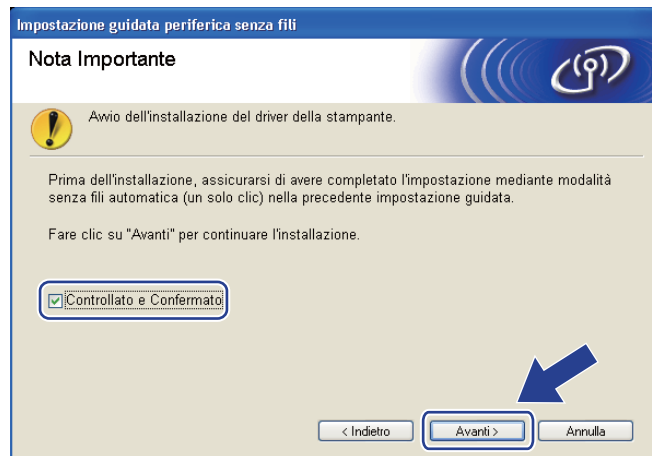 Impostazione guidata periferica senza fili
Nota Importante
Avvio dell'installazione del driver della stampante.
Prima dell'installazione, assicurarsi di avere completato l'impostazione mediante modalità
senza fili automatica (un solo clic) nella precedente impostazione guidata.
Fare clic su "Avanti" per continuare l'installazione.
Controllato e Confermato
< Indietro
Avanti >
Annulla